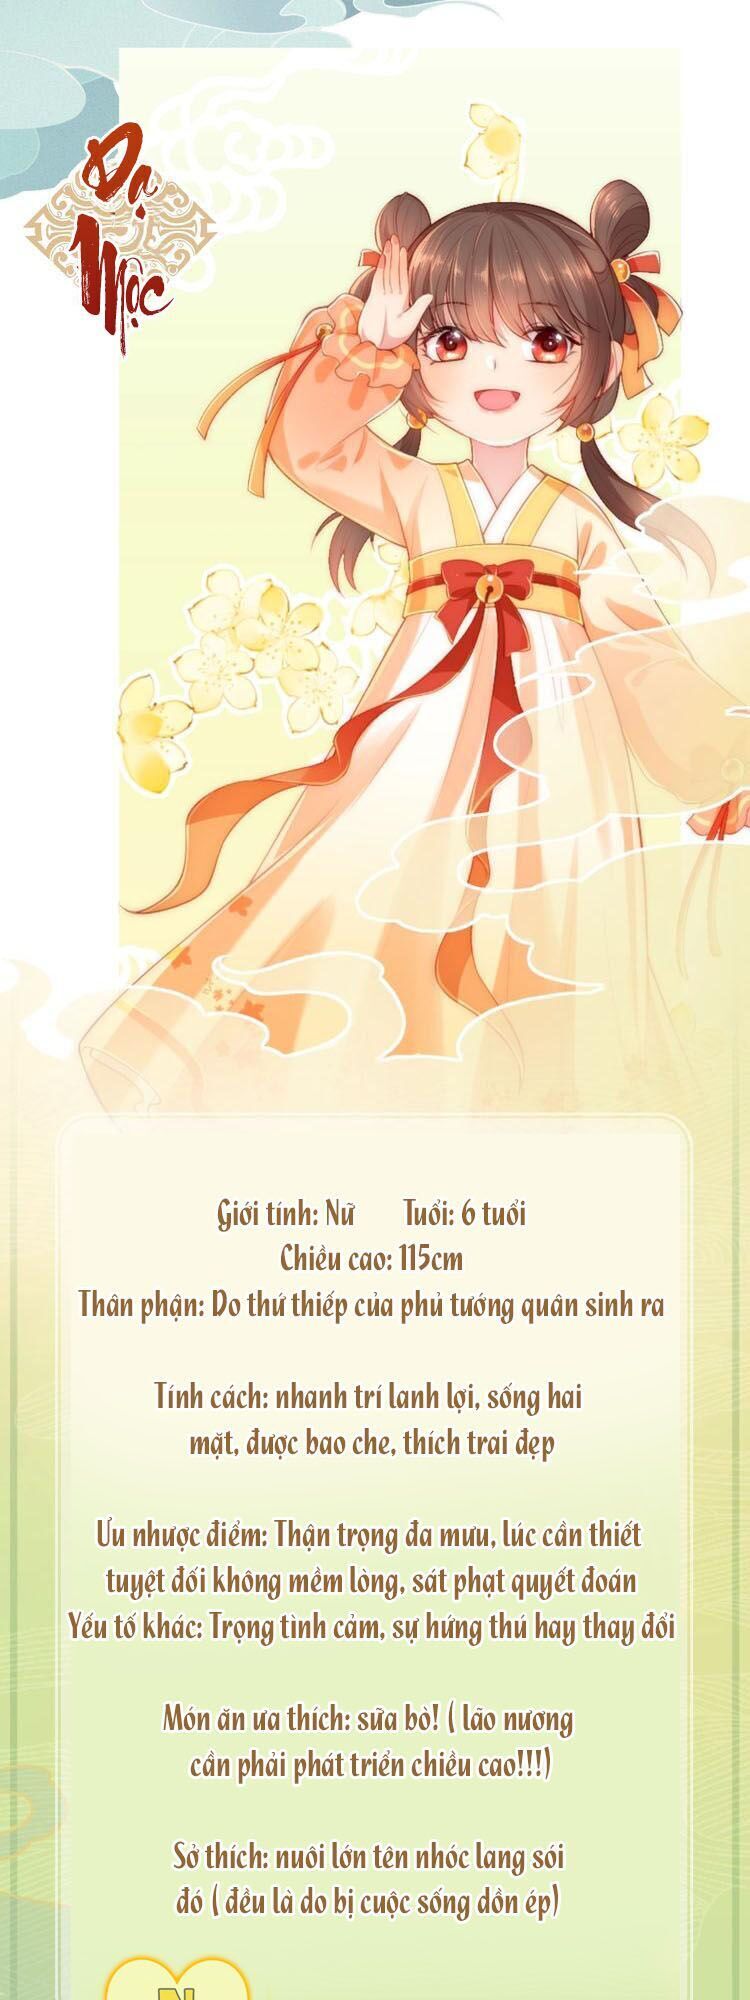 Dạ
Mộc
Giới tính: Nữ Tuổi: 6 tuổi
Chiều cao: 115cm
Thân phận: Do thứ thiếp của phủ tướng quân sinh ra
Tính cách: nhanh trí lanh lợi, sống hai
mặt, được bao che, thích trai đẹp
Ưu nhược điểm: Thận trọng đa mưu, lúc cần thiết
tuyệt đối không mềm lòng, sát phạt quyết đoán
Yếu tố khác: Trọng tình cảm, sự hứng thú hay thay đổi
Món ăn ưa thích: sữa bò! ( lão nương
cần phải phát triển chiều cao!!!)
Sở thích: nuôi lớn tên nhóc lang sói
đó ( đều là do bị cuộc sống dồn ép)